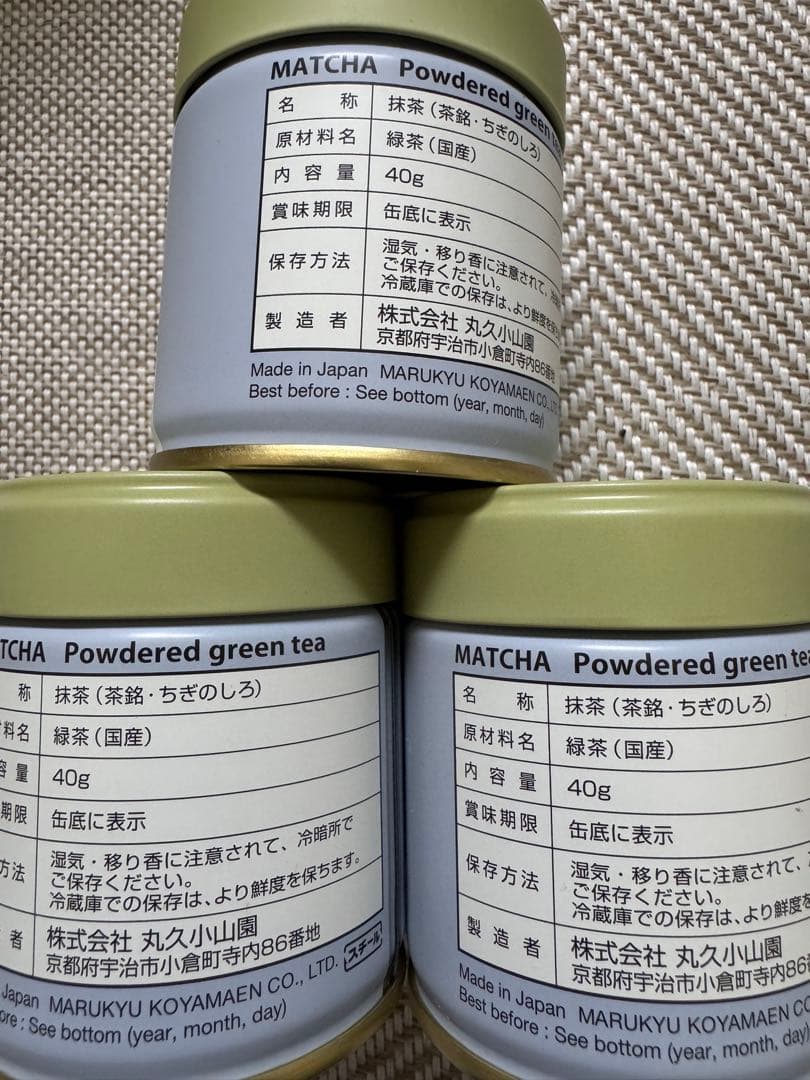 MATCHA Powdered green tea
名称 抹茶(茶銘・ちぎのしろ)
原材料名 緑茶(国産)
内容量 40g
賞味期限 缶底に表示
保存方法 湿気・移り香に注意されて、
ご保存ください。
冷蔵庫での保存は、より鮮度を
製造者 株式会社 丸久小山園
京都府宇治市小倉町寺内86番地
Made in Japan MARUKYU KOYAMAEN CO., LTD.
Best before : See bottom (year, month, day)
TCHA Powdered green tea
称 抹茶(茶銘・ちぎのしろ)
料名 緑茶(国産)
容量 40g
期限 缶底に表示
方法 湿気・移り香に注意されて、冷暗所で
ご保存ください。
冷蔵庫での保存は、より鮮度を保ちます。
者 株式会社 丸久小山園
京都府宇治市小倉町寺内86番地
スチール
Japan MARUKYU KOYAMAEN CO., LTD.
ore : See bottom (year, month, day)
MATCHA Powdered green tea
名称 抹茶(茶銘・ちぎのしろ)
原材料名 緑茶(国産)
内容量 40g
賞味期限 缶底に表示
保存方法 湿気・移り香に注意されて、
ご保存ください。
冷蔵庫での保存は、より鮮度を
製造者 株式会社 丸久小山園
京都府宇治市小倉町寺内86
Made in Japan MARUKYU KOYAMAEN CO
Best before : See bottom (year, month, day)